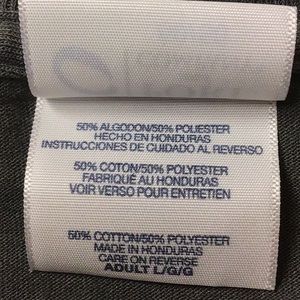 50% ALGODON/50% POLIESTER
HECHO EN HONDURAS
INSTRUCCIONES DE CUIDADO AL REVERSO
50% COTON/50% POLYESTER
FABRIQUÉ AU HONDURAS
VOIR VERSO POUR ENTRETIEN
50% COTTON/50% POLYESTER
MADE IN HONDURAS
CARE ON REVERSE
ADULT L/G/G